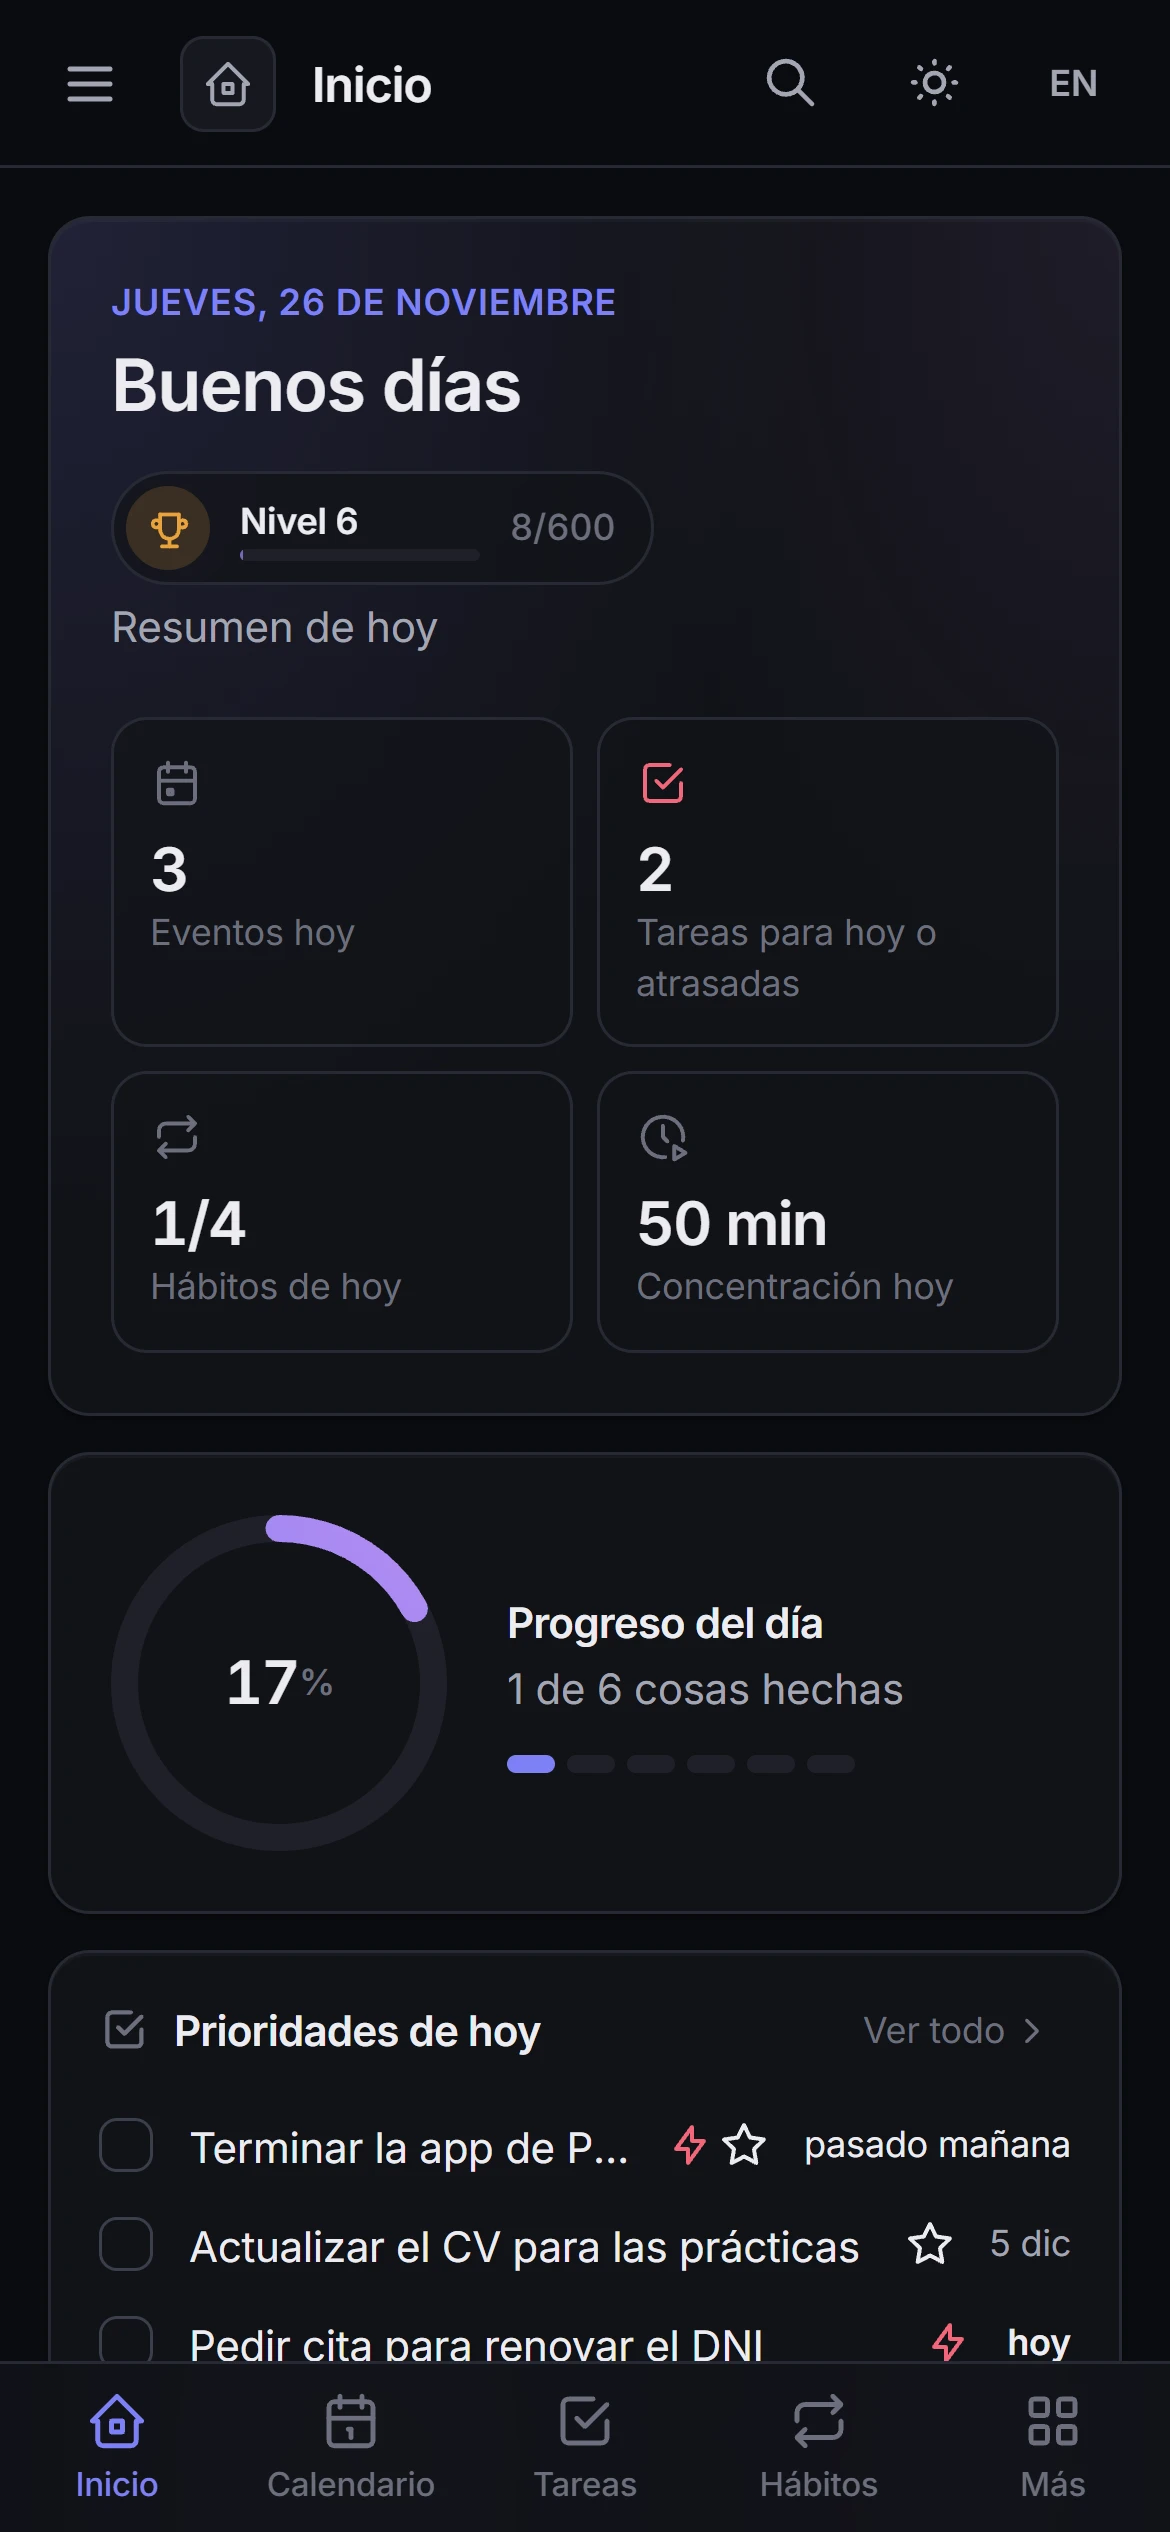 Inicio
EN
JUEVES, 26 DE NOVIEMBRE
Buenos días
Nivel 6
8/600
Resumen de hoy
3
Eventos hoy
2
Tareas para hoy o
atrasadas
1/4
Hábitos de hoy
50 min
Concentración hoy
17%
Progreso del día
1 de 6 cosas hechas
Prioridades de hoy
Ver todo
Terminar la app de P...
pasado mañana
Actualizar el CV para las prácticas
5 dic
Pedir cita para renovar el DNI
hoy
Inicio
Calendario
Tareas
Hábitos
Más